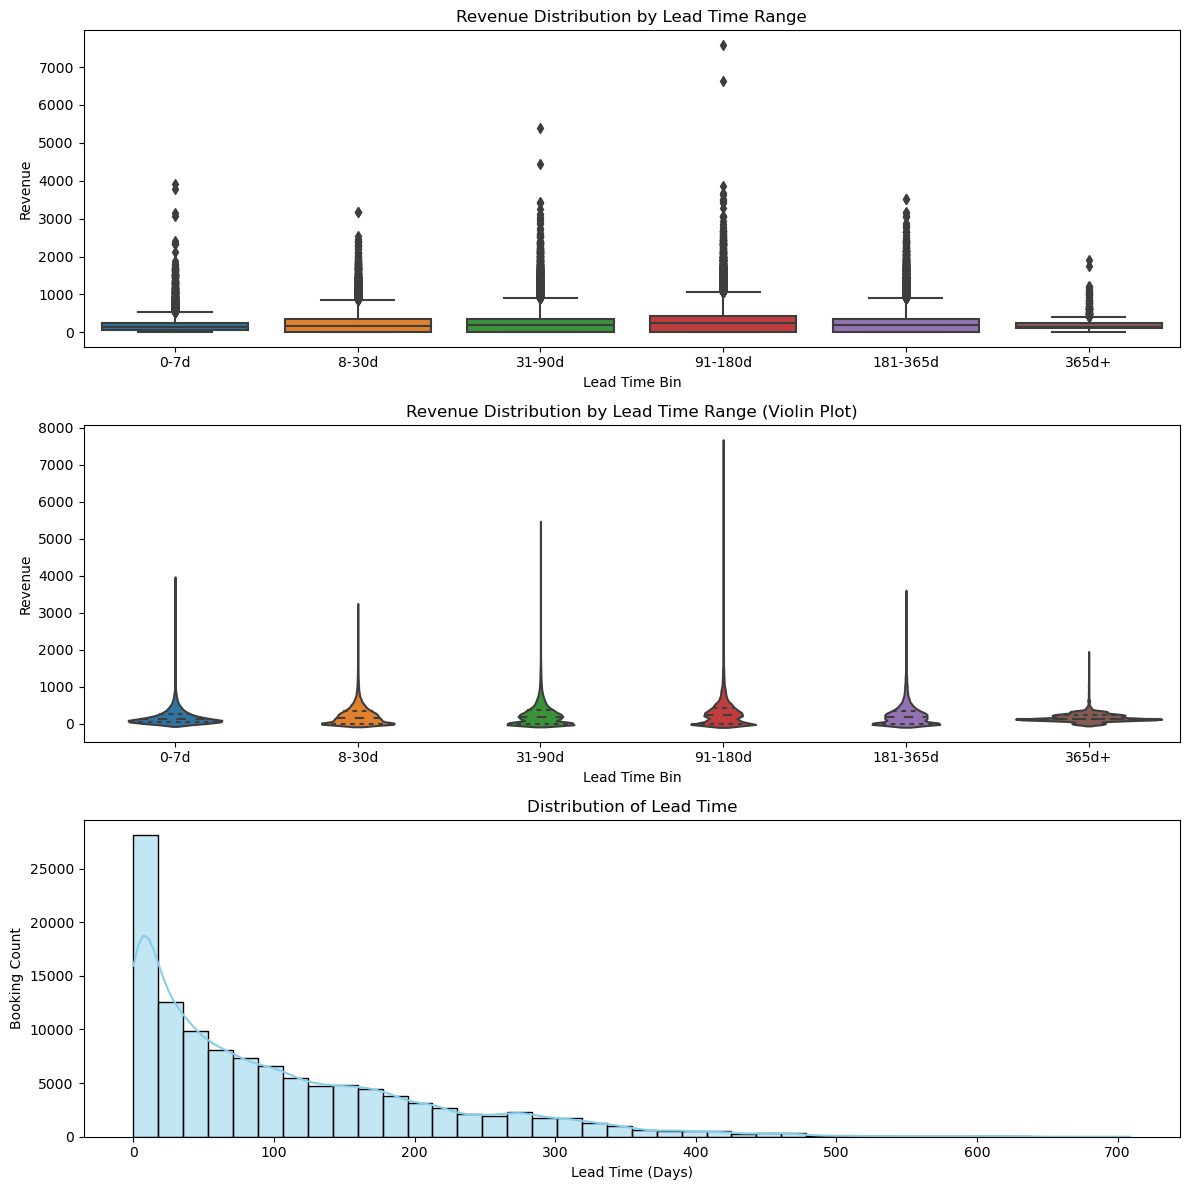 Revenue Distribution by Lead Time Range
7000
6000
5000
4000
3000
2000
1000
0
Revenue
0-7d 8-30d 31-90d 91-180d 181-365d 365d+
Lead Time Bin
Revenue Distribution by Lead Time Range (Violin Plot)
8000
7000
6000
5000
4000
3000
2000
1000
0
Revenue
0-7d 8-30d 31-90d 91-180d 181-365d 365d+
Lead Time Bin
Distribution of Lead Time
25000
20000
15000
10000
5000
0
Booking Count
0 100 200 300 400 500 600 700
Lead Time (Days)